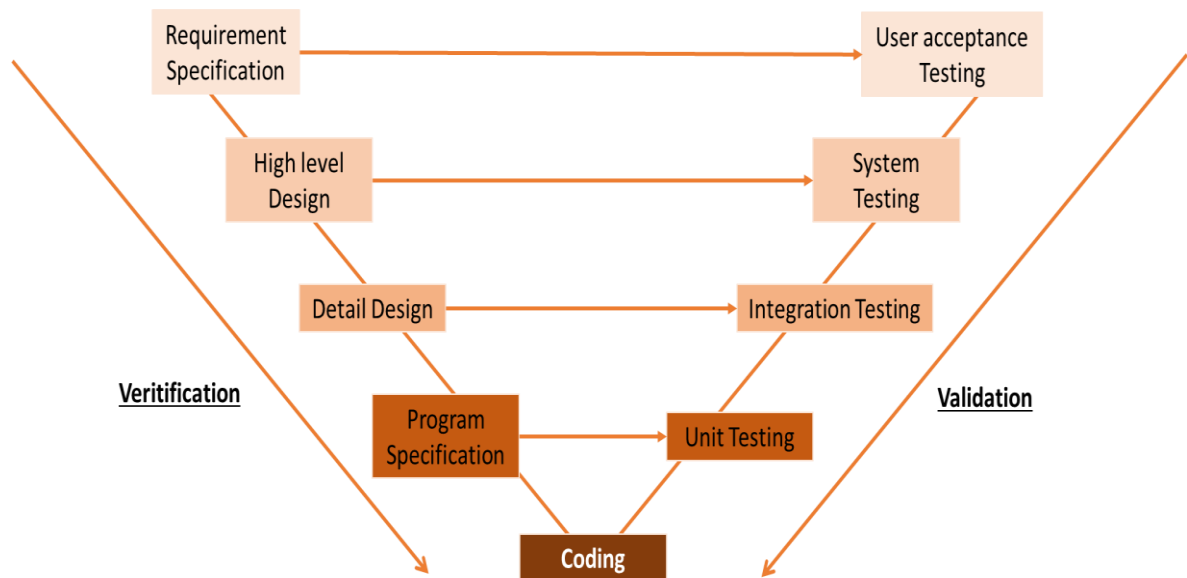 Requirement
Specification
User acceptance
Testing
High level
Design
System
Testing
Detail Design
Integration Testing
Veritification
Validation
Program
Specification
Unit Testing
Coding